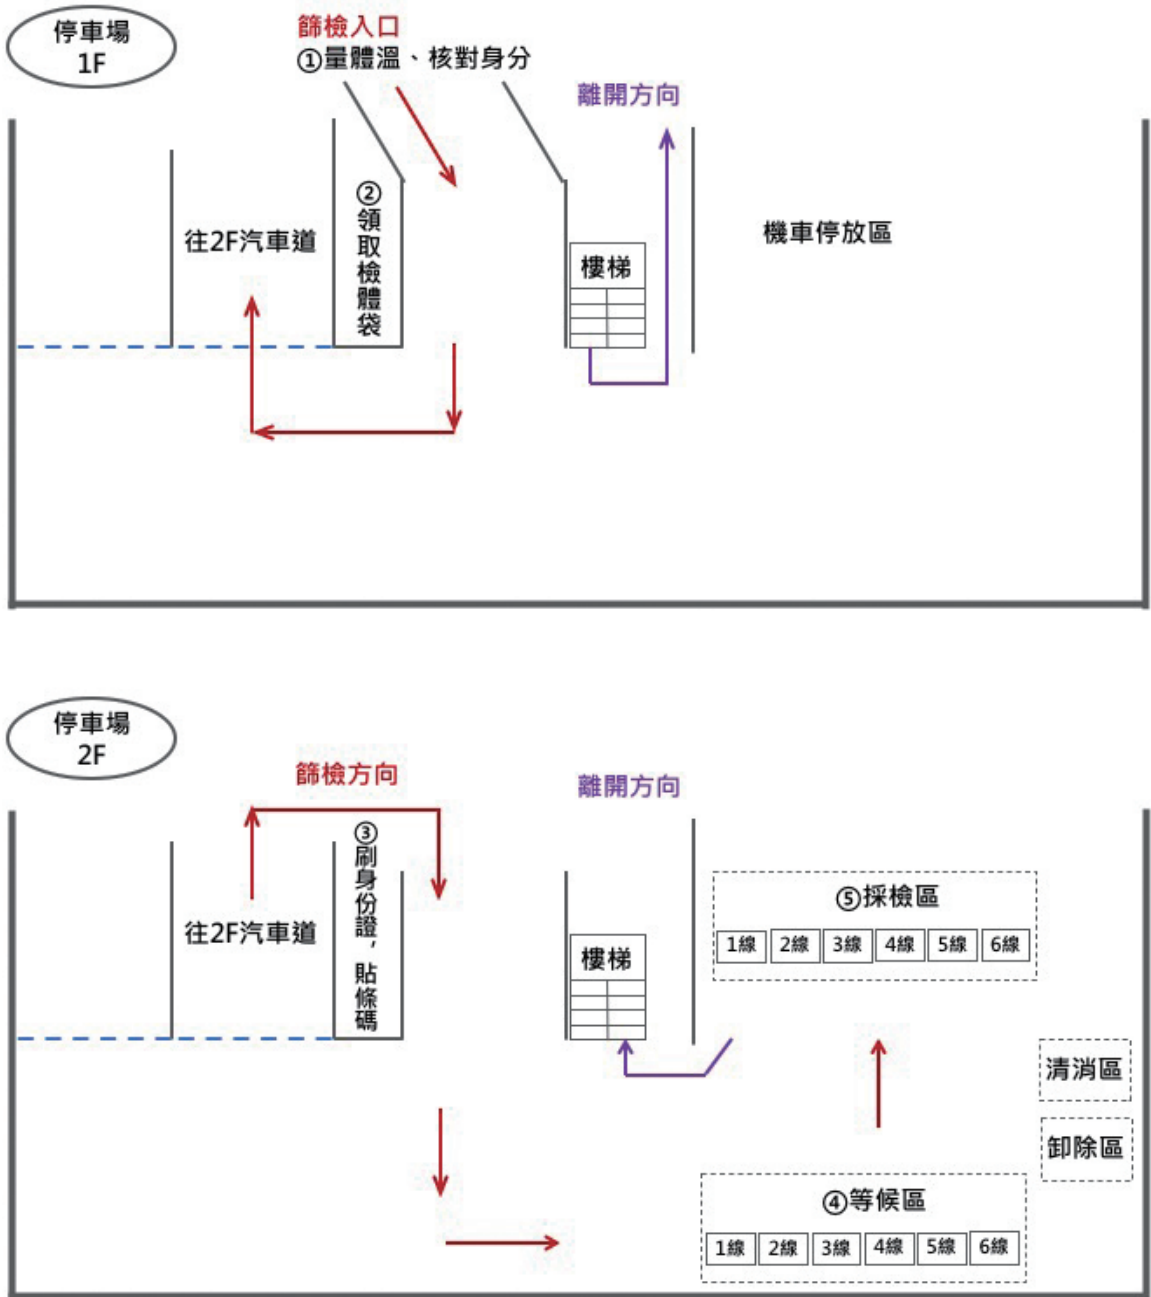 停車場
1F
篩檢入口
①量體溫、核對身分
離開方向
②領取檢體袋
往2F汽車道
樓梯
機車停放區
停車場
2F
篩檢方向
離開方向
③刷身份證，貼條碼
往2F汽車道
樓梯
⑤採檢區
1線 2線 3線 4線 5線 6線
清消區
卸除區
④等候區
1線 2線 3線 4線 5線 6線